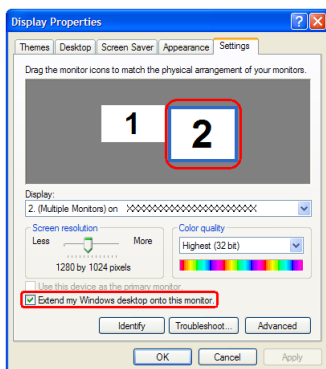 Display Properties
Themes Desktop Screen Saver Appearance Settings
Drag the monitor icons to match the physical arrangement of your monitors.
1 2
Display:
2. (Multiple Monitors) on XXXXXXXXXXXXXXXXXXXXXX
Screen resolution Color quality
Less More Highest (32 bit)
1280 by 1024 pixels
Use this device as the primary monitor.
Extend my Windows desktop onto this monitor.
Identify Troubleshoot... Advanced
OK Cancel Apply